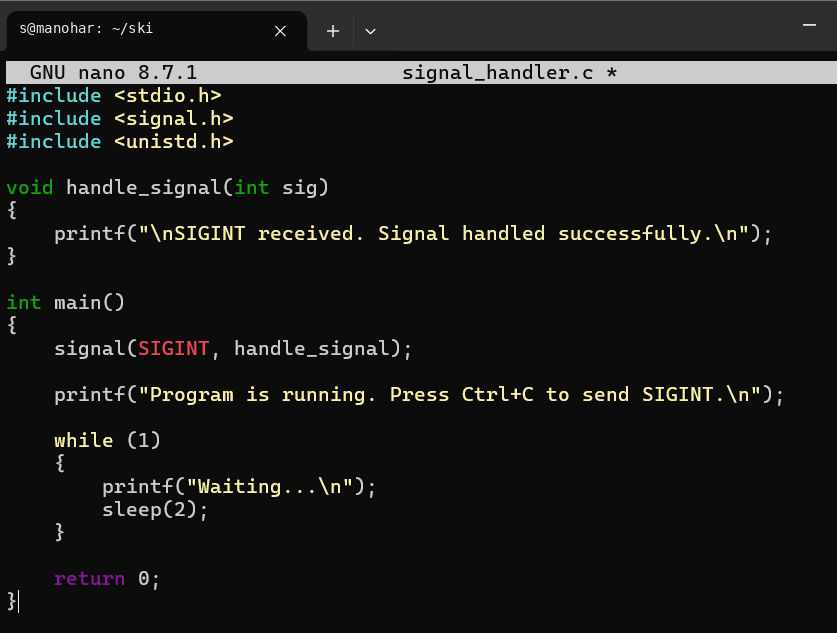 s@manohar: ~/ski
GNU nano 8.7.1 signal_handler.c *
#include <stdio.h>
#include <signal.h>
#include <unistd.h>

void handle_signal(int sig)
{
    printf("\nSIGINT received. Signal handled successfully.\n");
}

int main()
{
    signal(SIGINT, handle_signal);

    printf("Program is running. Press Ctrl+C to send SIGINT.\n");

    while (1)
    {
        printf("Waiting...\n");
        sleep(2);
    }

    return 0;
}